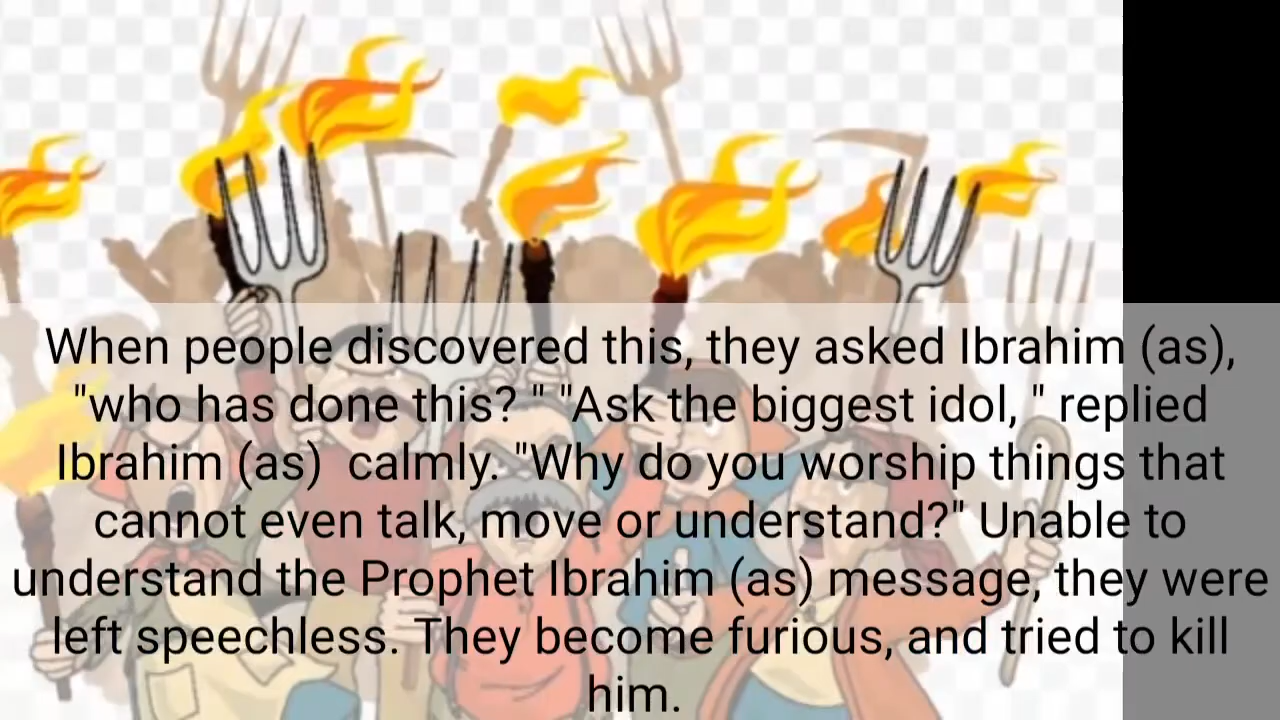 When people discovered this, they asked Ibrahim (as),
"who has done this? " "Ask the biggest idol, " replied
Ibrahim (as)  calmly. "Why do you worship things that
cannot even talk, move or understand?" Unable to
understand the Prophet Ibrahim (as) message, they were
left speechless. They become furious, and tried to kill
him.